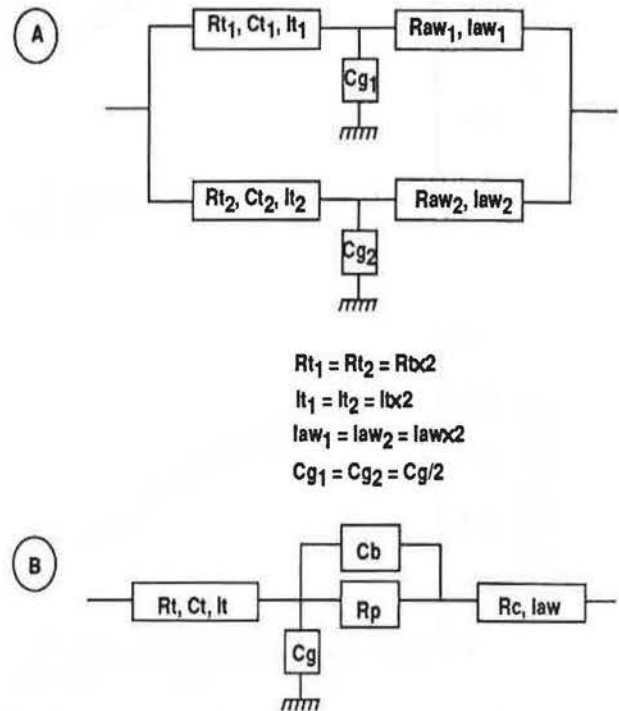 A
Rt₁, Ct₁, It₁
Raw₁, Iaw₁
Cg₁
Rt₂, Ct₂, It₂
Raw₂, Iaw₂
Cg₂
Rt₁ = Rt₂ = Rtx2
It₁ = It₂ = Itx2
Iaw₁ = Iaw₂ = Iawx2
Cg₁ = Cg₂ = Cg/2
B
Cb
Rt, Ct, It
Rp
Rc, Iaw
Cg